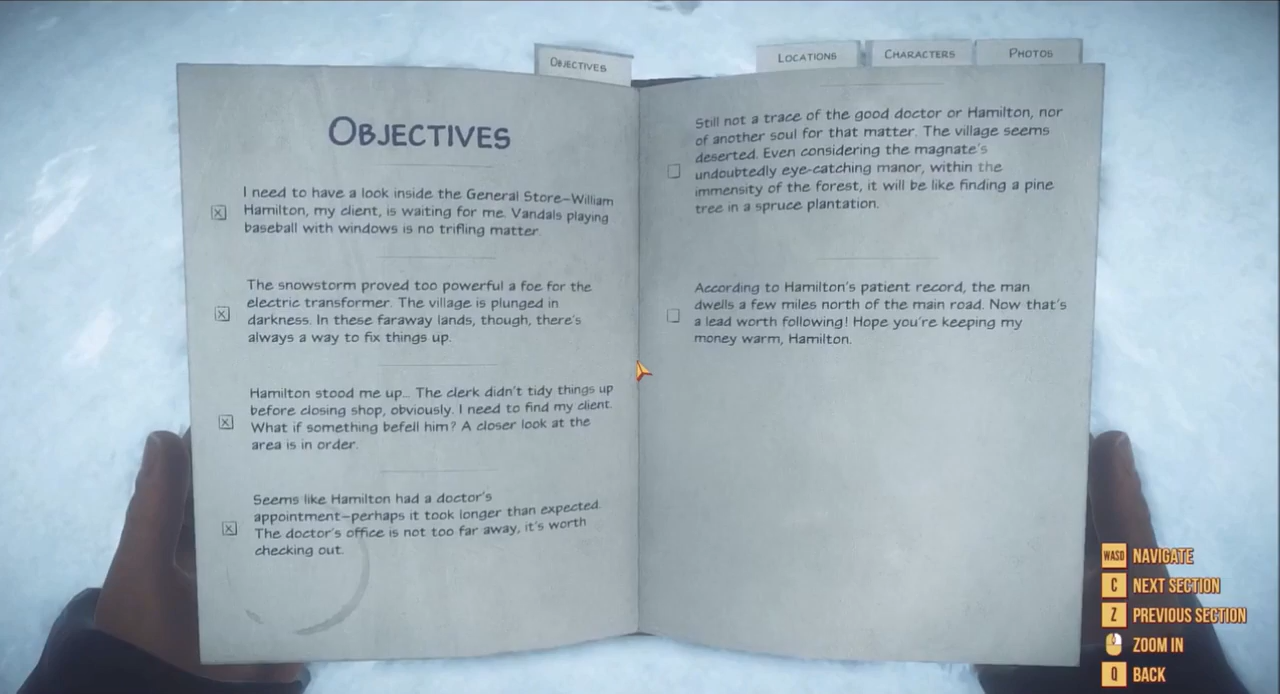 OBJECTIVES
LOCATIONS
CHARACTERS
PHOTOS
OBJECTIVES
I need to have a look inside the General Store–William
Hamilton, my client, is waiting for me. Vandals playing
baseball with windows is no trifling matter.
The snowstorm proved too powerful a foe for the
electric transformer. The village is plunged in
darkness. In these faraway lands, though, there's
always a way to fix things up.
Hamilton stood me up... The clerk didn't tidy things up
before closing shop, obviously. I need to find my client.
What if something befell him? A closer look at the
area is in order.
Seems like Hamilton had a doctor's
appointment–perhaps it took longer than expected.
The doctor's office is not too far away, it's worth
checking out.
Still not a trace of the good doctor or Hamilton, nor
of another soul for that matter. The village seems
deserted. Even considering the magnate's
undoubtedly eye-catching manor, within the
immensity of the forest, it will be like finding a pine
tree in a spruce plantation.
According to Hamilton's patient record, the man
dwells a few miles north of the main road. Now that's
a lead worth following! Hope you're keeping my
money warm, Hamilton.
WASD NAVIGATE
C NEXT SECTION
Z PREVIOUS SECTION
ZOOM IN
Q BACK